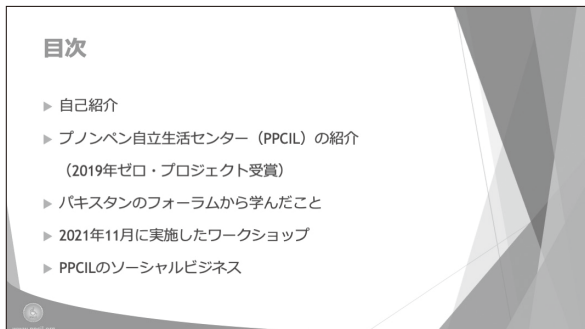 目次
自己紹介
プノンペン自立生活センター（PPCIL）の紹介
（2019年ゼロ・プロジェクト受賞）
パキスタンのフォーラムから学んだこと
2021年11月に実施したワークショップ
PPCILのソーシャルビジネス